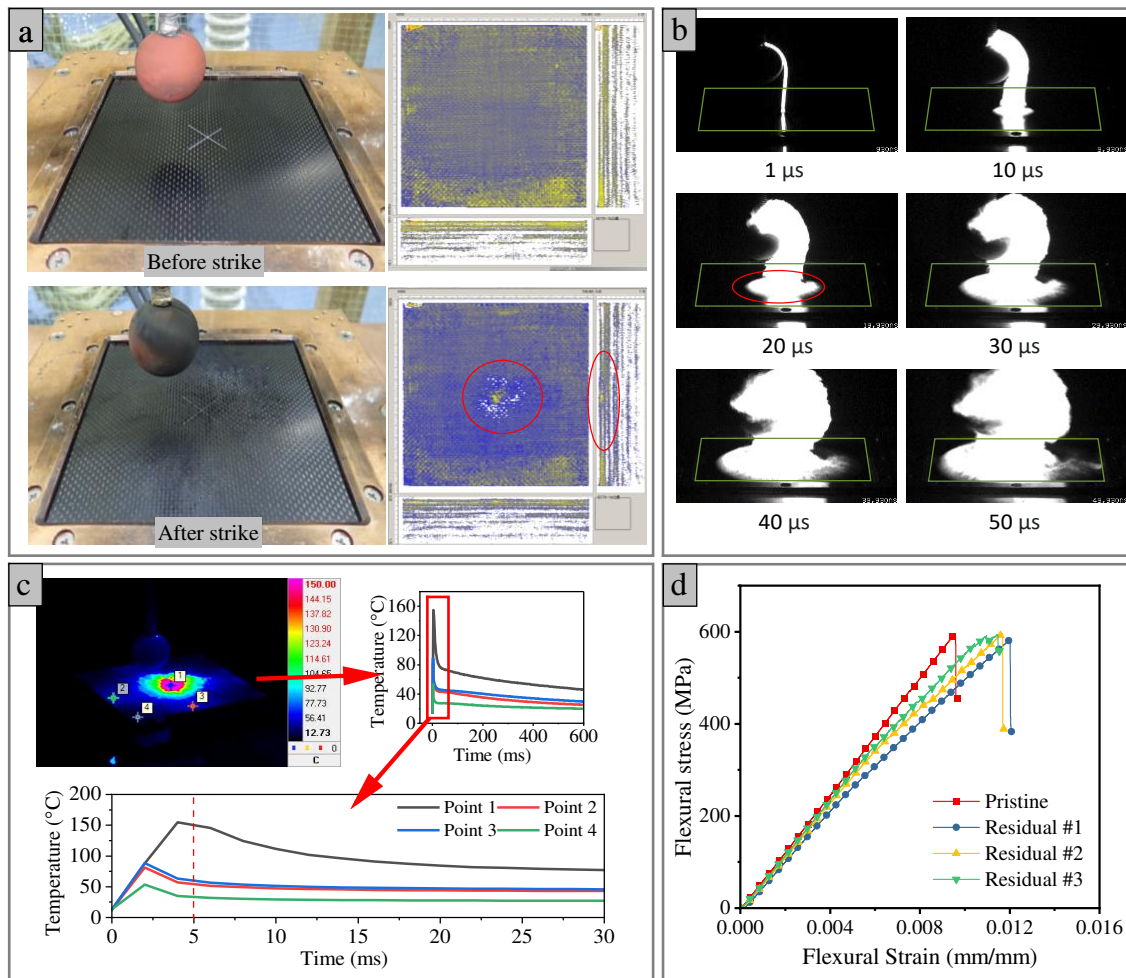 a
Before strike
After strike
b
1 µs
10 µs
20 µs
30 µs
40 µs
50 µs
c
150.00
144.15
137.82
130.90
123.24
114.61
104.65
92.77
77.73
56.41
12.73
0
C
1
2
3
4
Temperature (°C)
160
120
80
40
0
0 200 400 600
Time (ms)
Temperature (°C)
200
150
100
50
0
Point 1
Point 2
Point 3
Point 4
0 5 10 15 20 25 30
Time (ms)
d
Flexural stress (MPa)
600
400
200
0
Pristine
Residual #1
Residual #2
Residual #3
0.000 0.004 0.008 0.012 0.016
Flexural Strain (mm/mm)